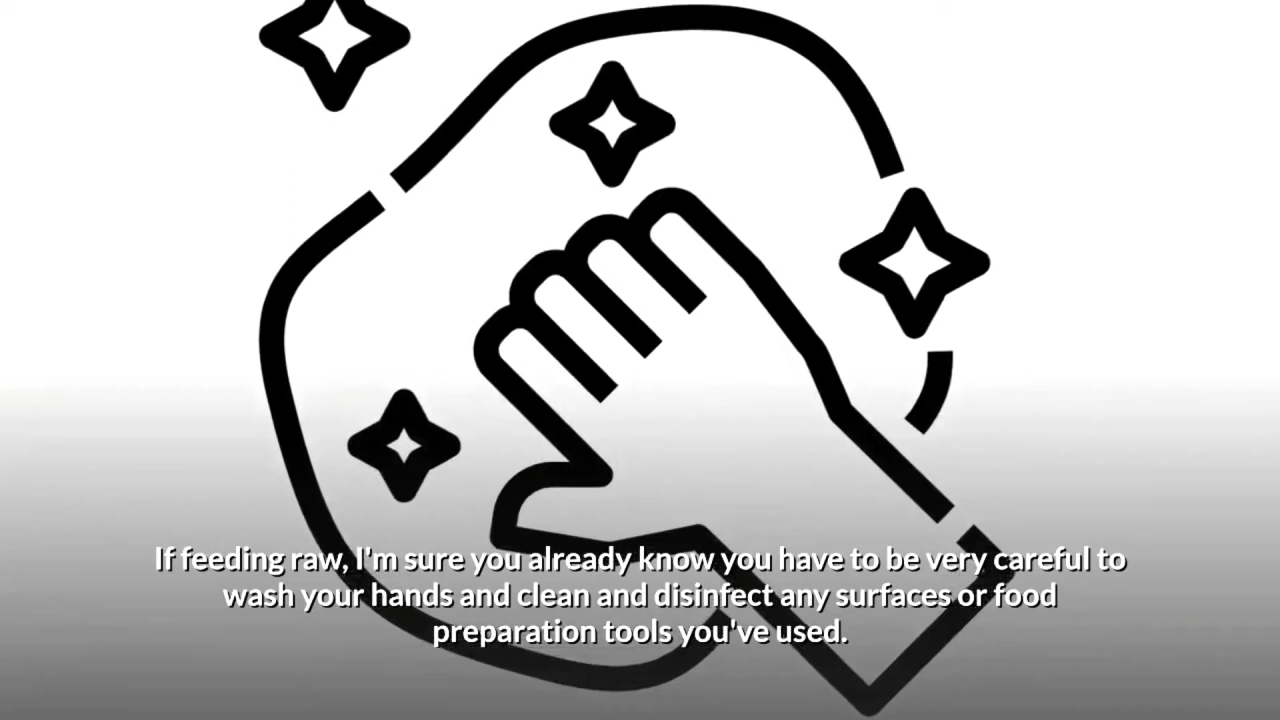 If feeding raw, I'm sure you already know you have to be very careful to
wash your hands and clean and disinfect any surfaces or food
preparation tools you've used.